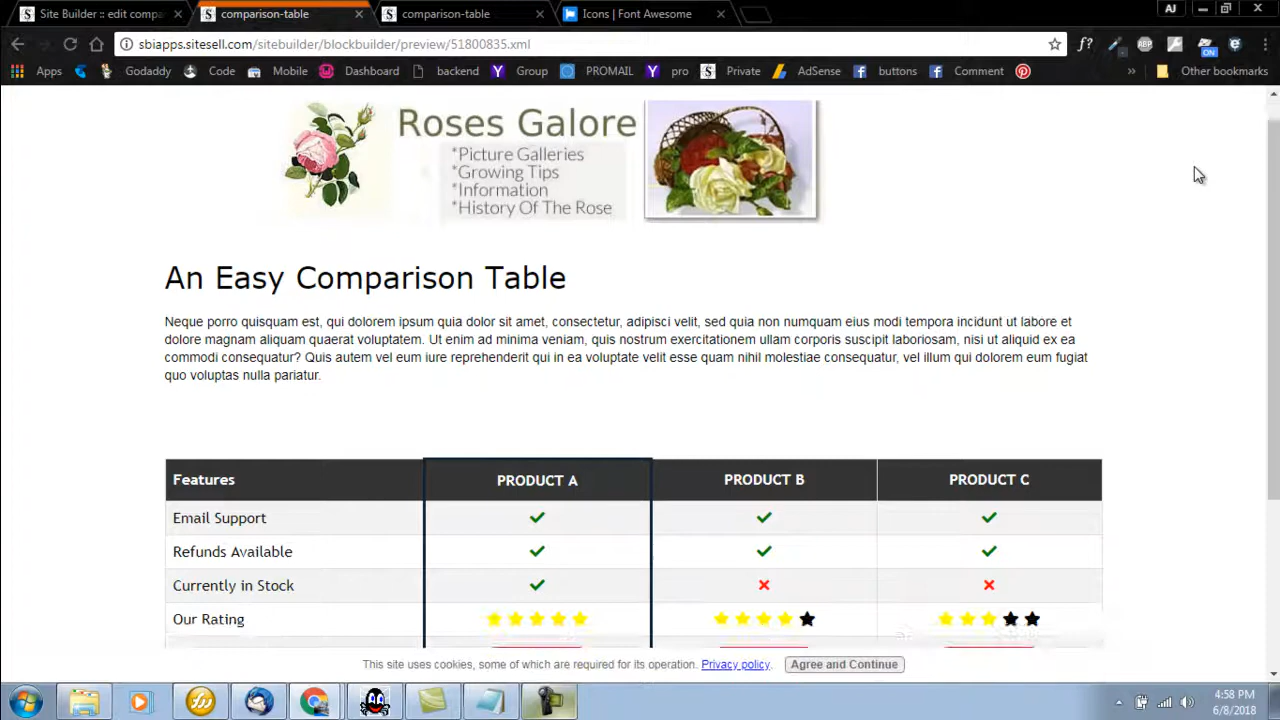 Site Builder :: edit compa
comparison-table
comparison-table
Icons | Font Awesome
AJ
sbiapps.sitesell.com/sitebuilder/blockbuilder/preview/51800835.xml
f?
ABP
ON
Apps
Godaddy
Code
Mobile
Dashboard
backend
Group
PROMAIL
pro
Private
AdSense
buttons
Comment
»
Other bookmarks
Roses Galore
*Picture Galleries
*Growing Tips
*Information
*History Of The Rose
An Easy Comparison Table
Neque porro quisquam est, qui dolorem ipsum quia dolor sit amet, consectetur, adipisci velit, sed quia non numquam eius modi tempora incidunt ut labore et
dolore magnam aliquam quaerat voluptatem. Ut enim ad minima veniam, quis nostrum exercitationem ullam corporis suscipit laboriosam, nisi ut aliquid ex ea
commodi consequatur? Quis autem vel eum iure reprehenderit qui in ea voluptate velit esse quam nihil molestiae consequatur, vel illum qui dolorem eum fugiat
quo voluptas nulla pariatur.
Features PRODUCT A PRODUCT B PRODUCT C
Email Support
Refunds Available
Currently in Stock
Our Rating
This site uses cookies, some of which are required for its operation. Privacy policy. Agree and Continue
4:58 PM
6/8/2018